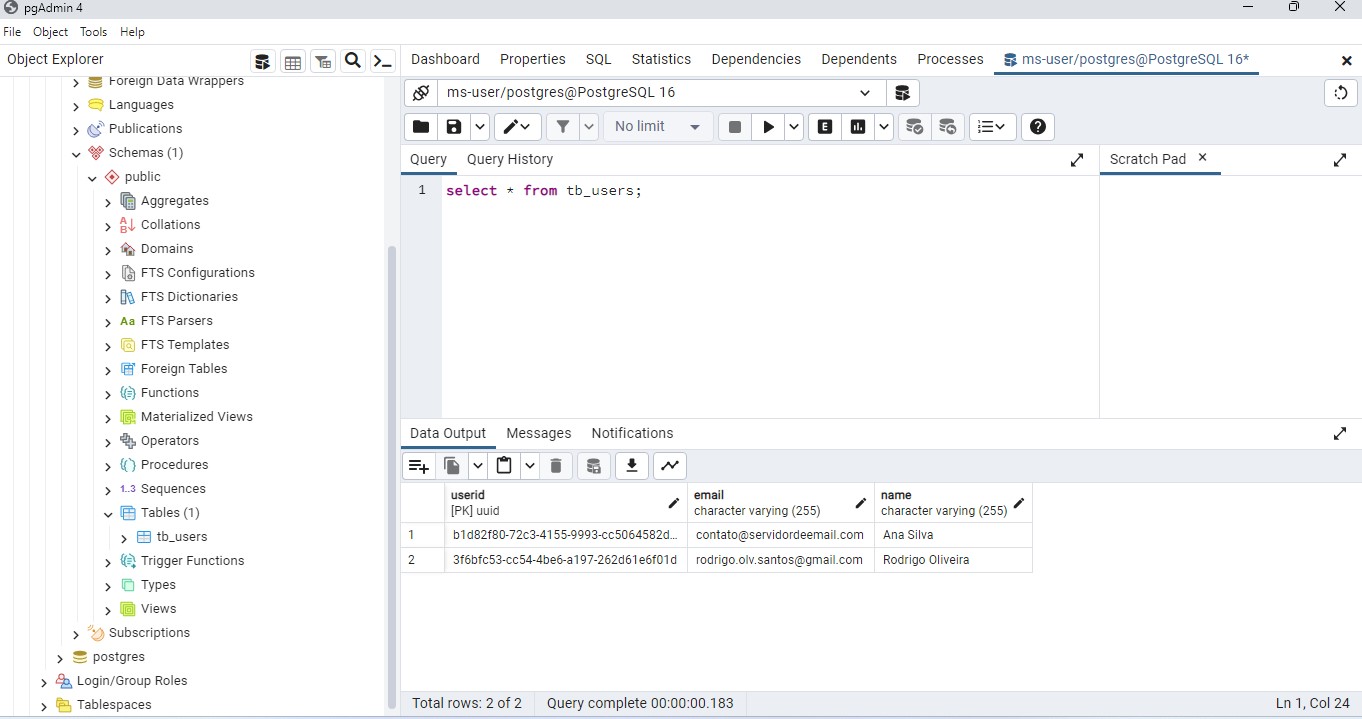 pgAdmin 4
File Object Tools Help
Object Explorer
Dashboard Properties SQL Statistics Dependencies Dependents Processes ms-user/postgres@PostgreSQL 16*
Foreign Data Wrappers
Languages
Publications
Schemas (1)
public
Aggregates
Collations
Domains
FTS Configurations
FTS Dictionaries
Aa FTS Parsers
FTS Templates
Foreign Tables
Functions
Materialized Views
Operators
Procedures
1..3 Sequences
Tables (1)
tb_users
Trigger Functions
Types
Views
Subscriptions
postgres
Login/Group Roles
Tablespaces
ms-user/postgres@PostgreSQL 16
No limit
E
Query Query History
Scratch Pad
1 select * from tb_users;
Data Output Messages Notifications
userid email name
[PK] uuid character varying (255) character varying (255)
1 b1d82f80-72c3-4155-9993-cc5064582d... contato@servidordeemail.com Ana Silva
2 3f6bfc53-cc54-4be6-a197-262d61e6f01d rodrigo.olv.santos@gmail.com Rodrigo Oliveira
Total rows: 2 of 2 Query complete 00:00:00.183 Ln 1, Col 24